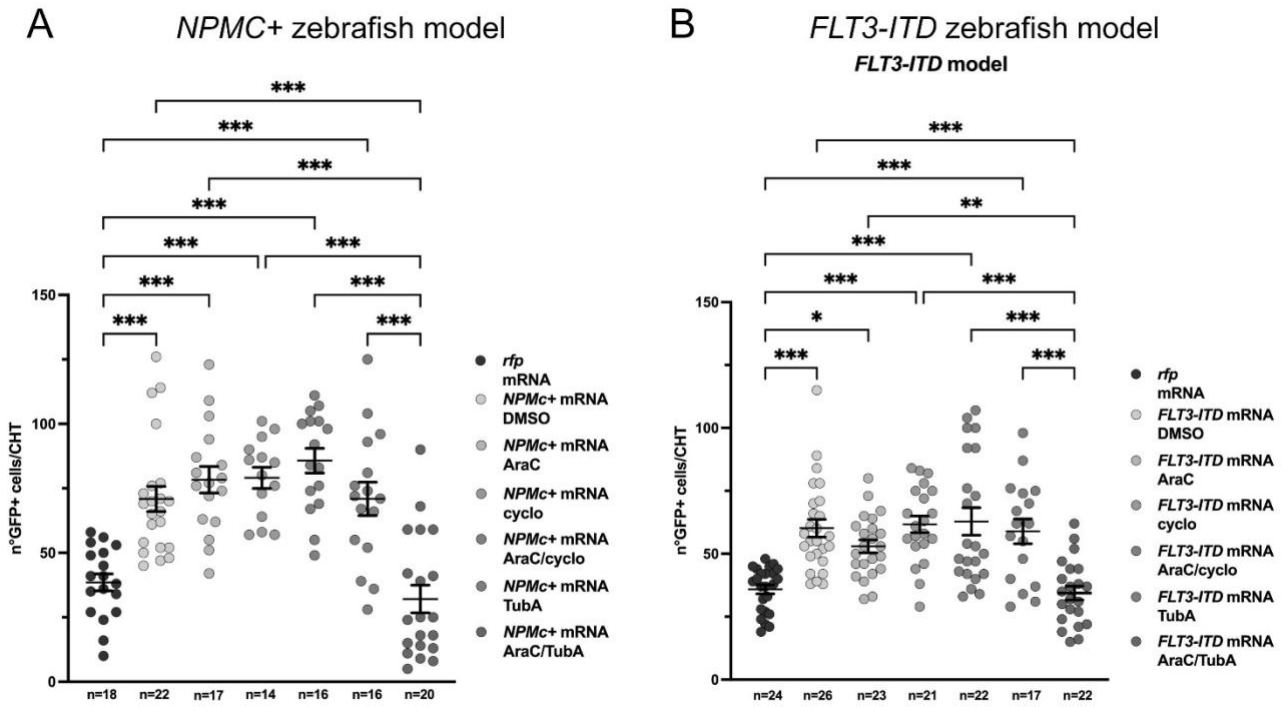 A
NPMC+ zebrafish model
***
***
***
***
***
***
***
***
***
***
n°GFP+ cells/CHT
150
100
50
0
n=18
n=22
n=17
n=14
n=16
n=16
n=20
rfp
mRNA
NPMc+ mRNA
DMSO
NPMc+ mRNA
AraC
NPMc+ mRNA
cyclo
NPMc+ mRNA
AraC/cyclo
NPMc+ mRNA
TubA
NPMc+ mRNA
AraC/TubA
B
FLT3-ITD zebrafish model
FLT3-ITD model
***
***
**
***
***
***
*
***
***
***
n°GFP+ cells/CHT
150
100
50
0
n=24
n=26
n=23
n=21
n=22
n=17
n=22
rfp
mRNA
FLT3-ITD mRNA
DMSO
FLT3-ITD mRNA
AraC
FLT3-ITD mRNA
cyclo
FLT3-ITD mRNA
AraC/cyclo
FLT3-ITD mRNA
TubA
FLT3-ITD mRNA
AraC/TubA